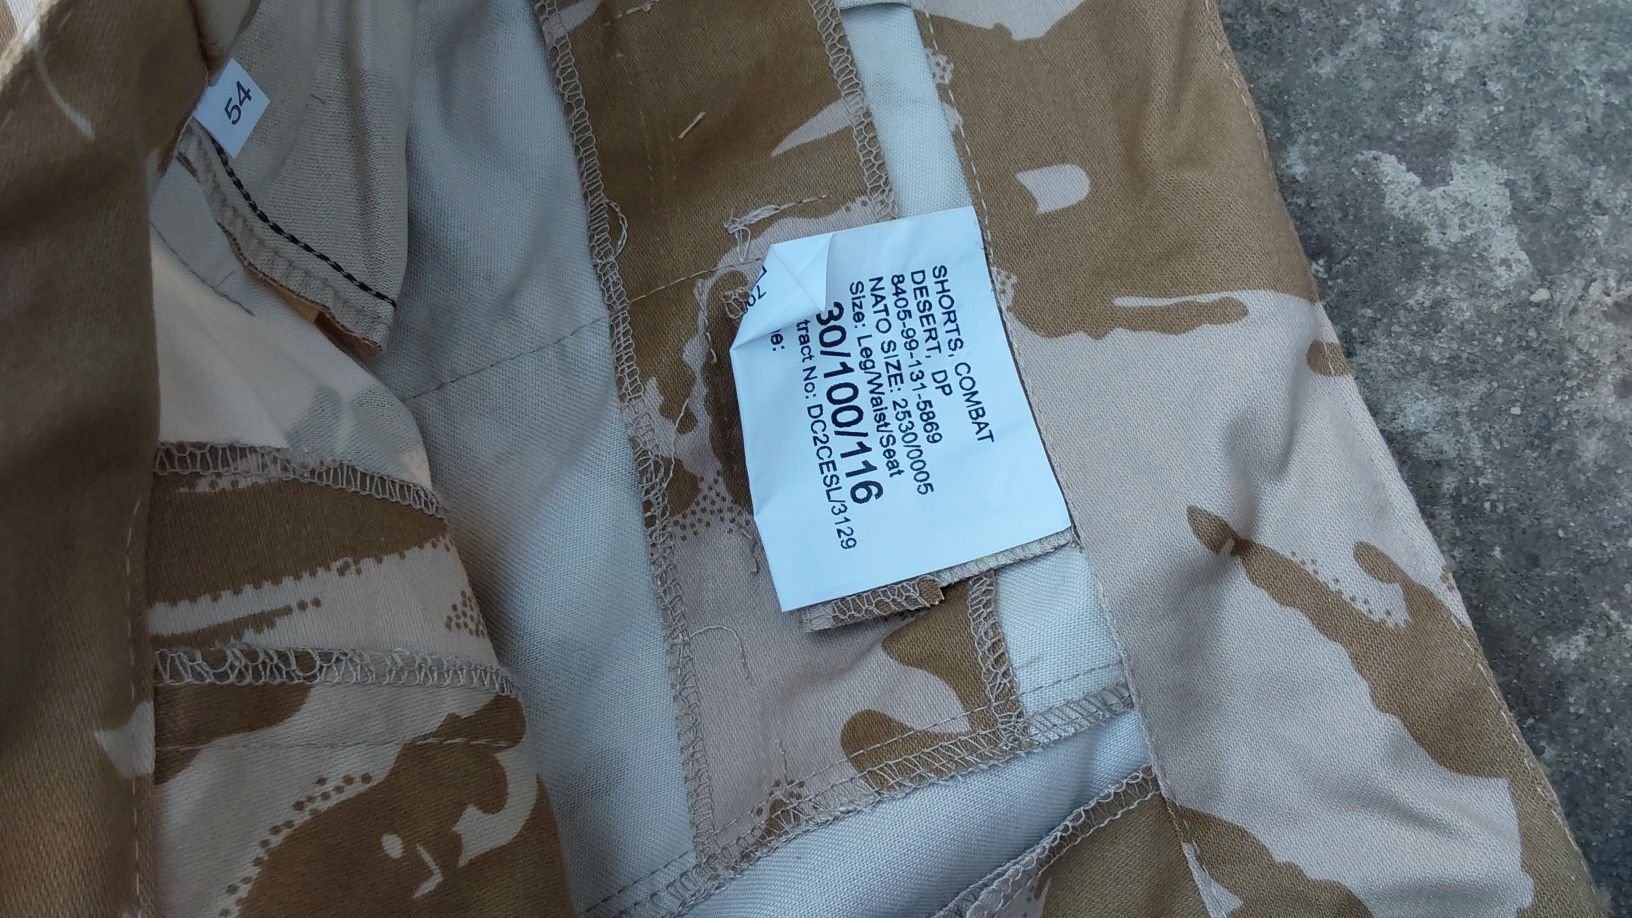 54
SHORTS, COMBAT
DESERT, DP
8405-99-131-5869
NATO SIZE: 2530/0005
Size: Leg/Waist/Seat
30/100/116
tract No: DC2CESL/3129